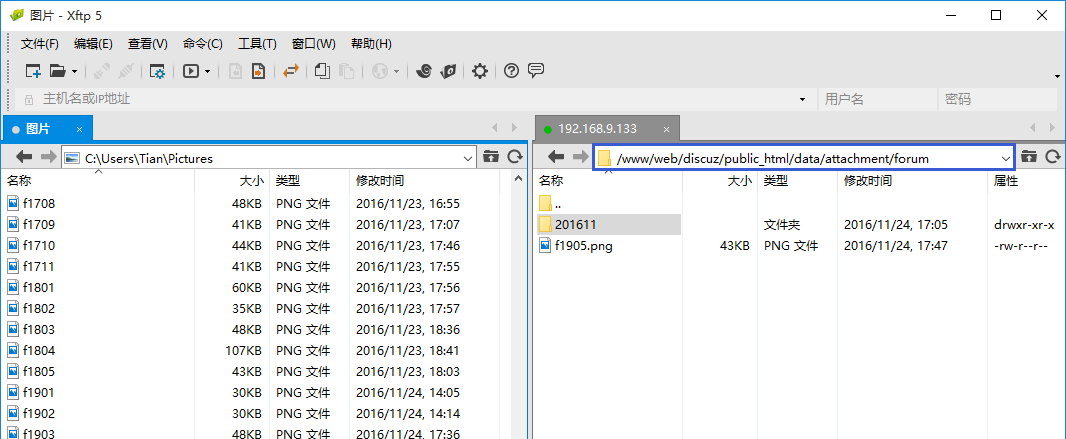 图片 - Xftp 5
文件(F) 编辑(E) 查看(V) 命令(C) 工具(T) 窗口(W) 帮助(H)
主机名或IP地址 用户名 密码
图片 × 192.168.9.133 ×
C:\Users\Tian\Pictures /www/web/discuz/public_html/data/attachment/forum
名称 大小 类型 修改时间 名称 大小 类型 修改时间 属性
f1708 48KB PNG 文件 2016/11/23, 16:55 ..
f1709 41KB PNG 文件 2016/11/23, 17:07 201611 文件夹 2016/11/24, 17:05 drwxr-xr-x
f1710 44KB PNG 文件 2016/11/23, 17:46 f1905.png 43KB PNG 文件 2016/11/24, 17:47 -rw-r--r--
f1711 41KB PNG 文件 2016/11/23, 17:55
f1801 60KB PNG 文件 2016/11/23, 17:56
f1802 35KB PNG 文件 2016/11/23, 17:57
f1803 48KB PNG 文件 2016/11/23, 18:36
f1804 107KB PNG 文件 2016/11/23, 18:41
f1805 43KB PNG 文件 2016/11/23, 18:03
f1901 30KB PNG 文件 2016/11/24, 14:05
f1902 30KB PNG 文件 2016/11/24, 14:14
f1903 48KB PNG 文件 2016/11/24, 17:36